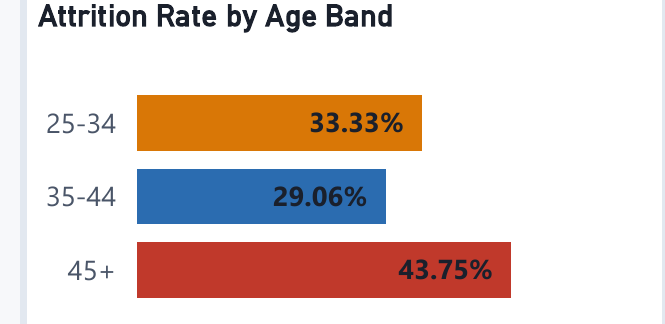 Attrition Rate by Age Band
25-34 33.33%
35-44 29.06%
45+ 43.75%